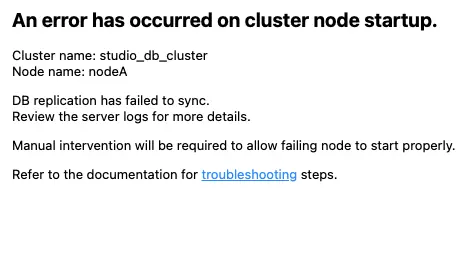 An error has occurred on cluster node startup.
Cluster name: studio_db_cluster
Node name: nodeA
DB replication has failed to sync.
Review the server logs for more details.
Manual intervention will be required to allow failing node to start properly.
Refer to the documentation for troubleshooting steps.